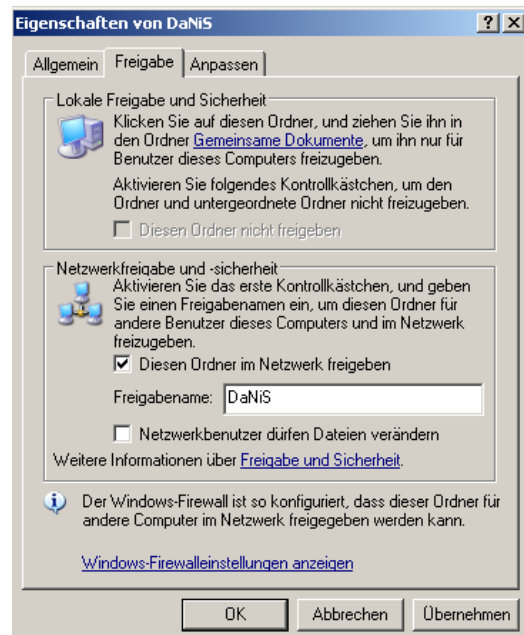 Eigenschaften von DaNiS
Allgemein Freigabe Anpassen
Lokale Freigabe und Sicherheit
Klicken Sie auf diesen Ordner, und ziehen Sie ihn in
den Ordner Gemeinsame Dokumente, um ihn nur für
Benutzer dieses Computers freizugeben.
Aktivieren Sie folgendes Kontrollkästchen, um den
Ordner und untergeordnete Ordner nicht freizugeben.
Diesen Ordner nicht freigeben
Netzwerkfreigabe und -sicherheit
Aktivieren Sie das erste Kontrollkästchen, und geben
Sie einen Freigabenamen ein, um diesen Ordner für
andere Benutzer dieses Computers und im Netzwerk
freizugeben.
Diesen Ordner im Netzwerk freigeben
Freigabename: DaNiS
Netzwerkbenutzer dürfen Dateien verändern
Weitere Informationen über Freigabe und Sicherheit.
Der Windows-Firewall ist so konfiguriert, dass dieser Ordner für
andere Computer im Netzwerk freigegeben werden kann.
Windows-Firewalleinstellungen anzeigen
OK Abbrechen Übernehmen